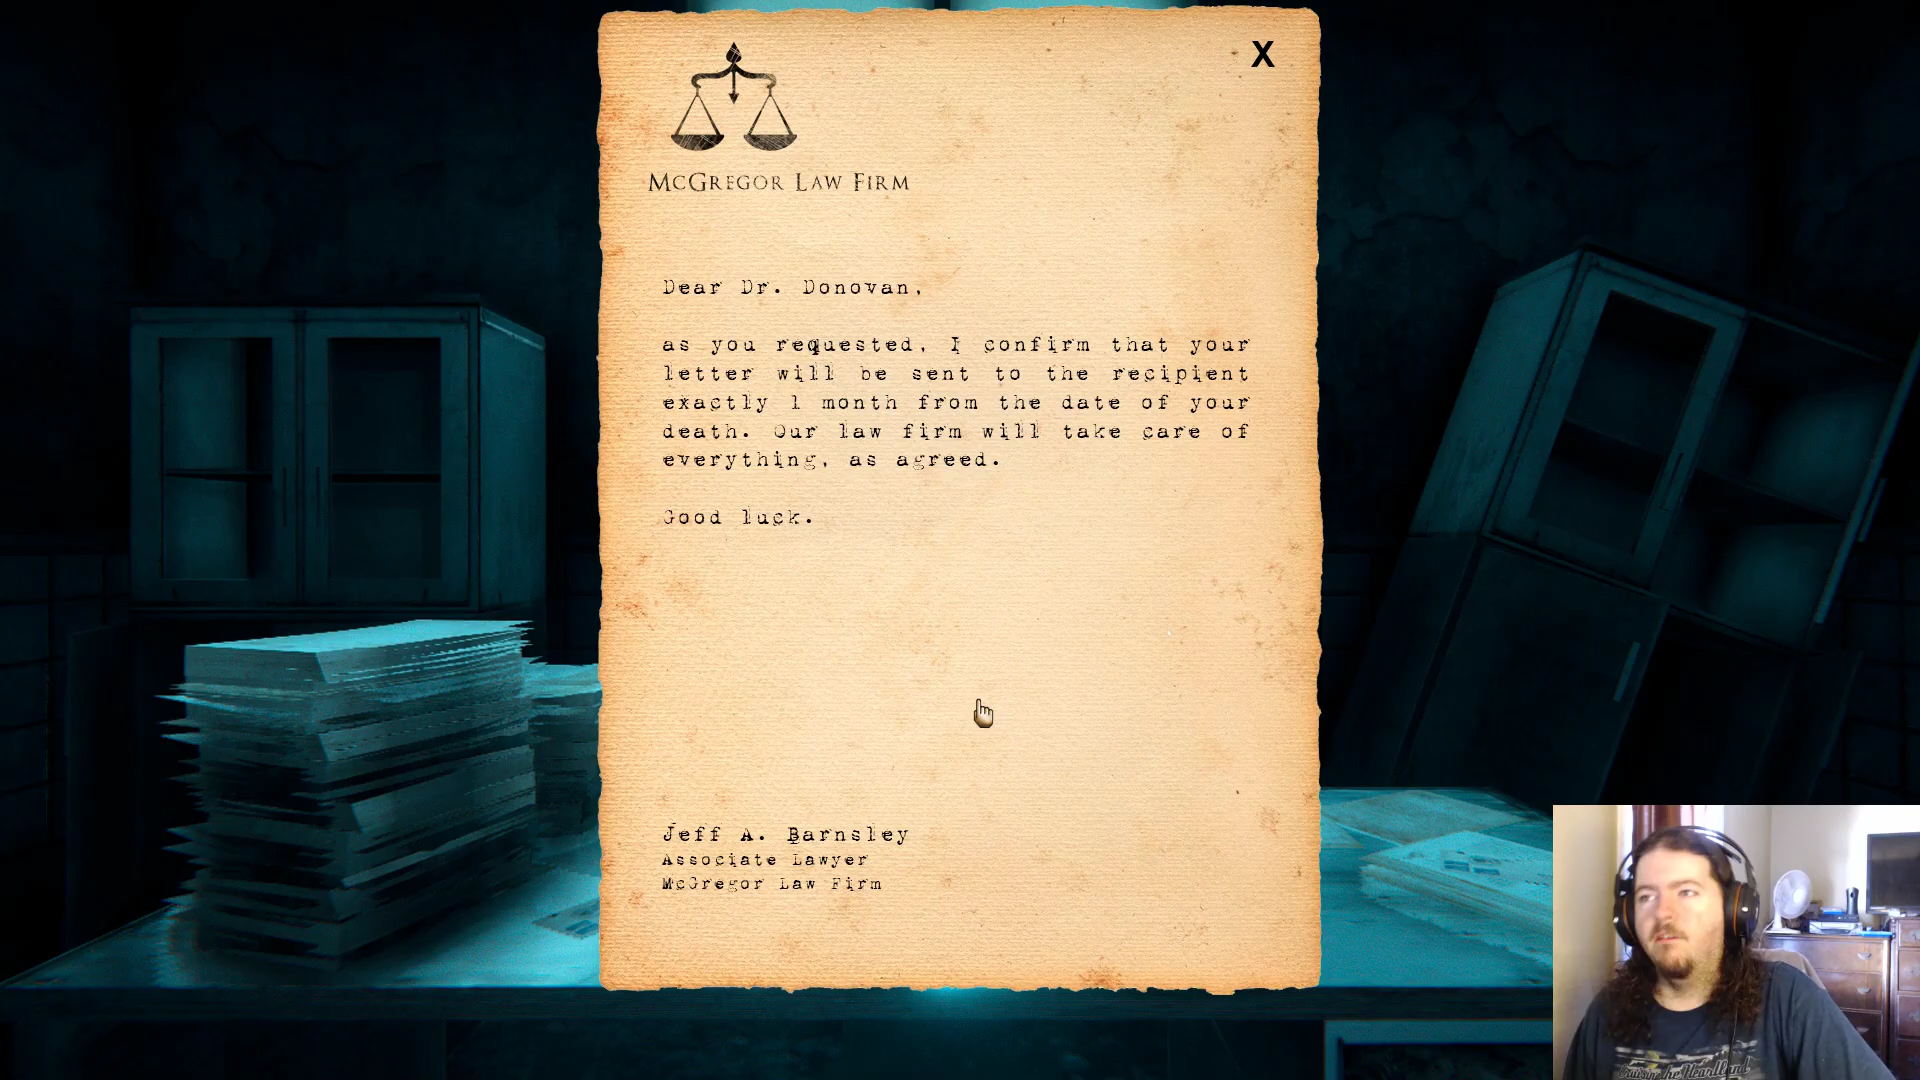 X
McGregor Law Firm
Dear Dr. Donovan,
as you requested, I confirm that your
letter will be sent to the recipient
exactly 1 month from the date of your
death. Our law firm will take care of
everything, as agreed.
Good luck.
Jeff A. Barnsley
Associate Lawyer
McGregor Law Firm
the Heartland